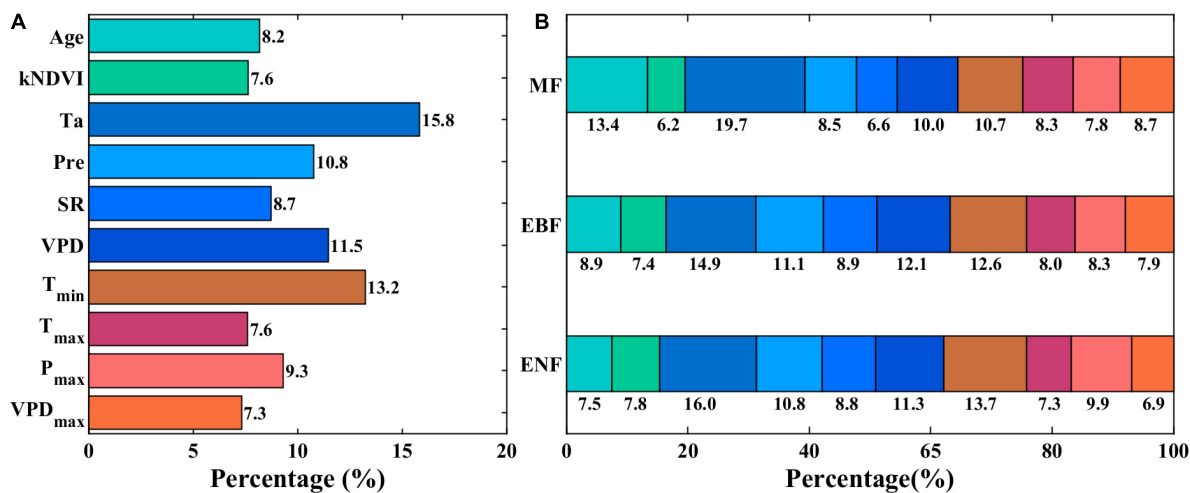 A
Age 8.2
kNDVI 7.6
Ta 15.8
Pre 10.8
SR 8.7
VPD 11.5
Tmin 13.2
Tmax 7.6
Pmax 9.3
VPDmax 7.3
0 5 10 15 20
Percentage (%)
B
MF
13.4 6.2 19.7 8.5 6.6 10.0 10.7 8.3 7.8 8.7
EBF
8.9 7.4 14.9 11.1 8.9 12.1 12.6 8.0 8.3 7.9
ENF
7.5 7.8 16.0 10.8 8.8 11.3 13.7 7.3 9.9 6.9
0 20 40 65 80 100
Percentage(%)